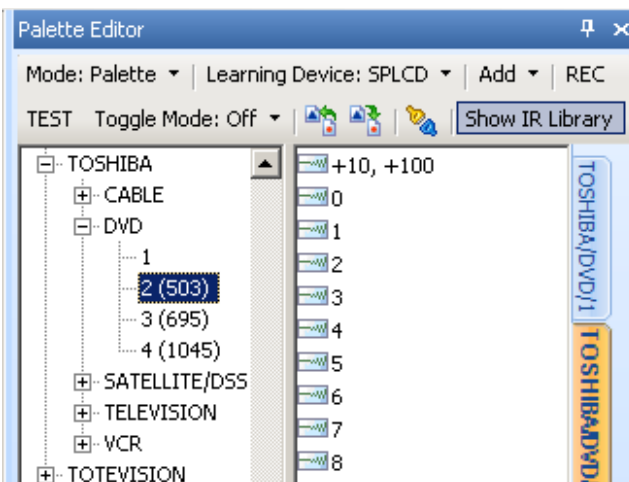 Palette Editor
Mode: Palette Learning Device: SPLCD Add REC
TEST Toggle Mode: Off Show IR Library
TOSHIBA
CABLE
DVD
1
2 (503)
3 (695)
4 (1045)
SATELLITE/DSS
TELEVISION
VCR
TOTEVISION
+10, +100
0
1
2
3
4
5
6
7
8
TOSHIBA/DVD/1
TOSHIBA/DVD